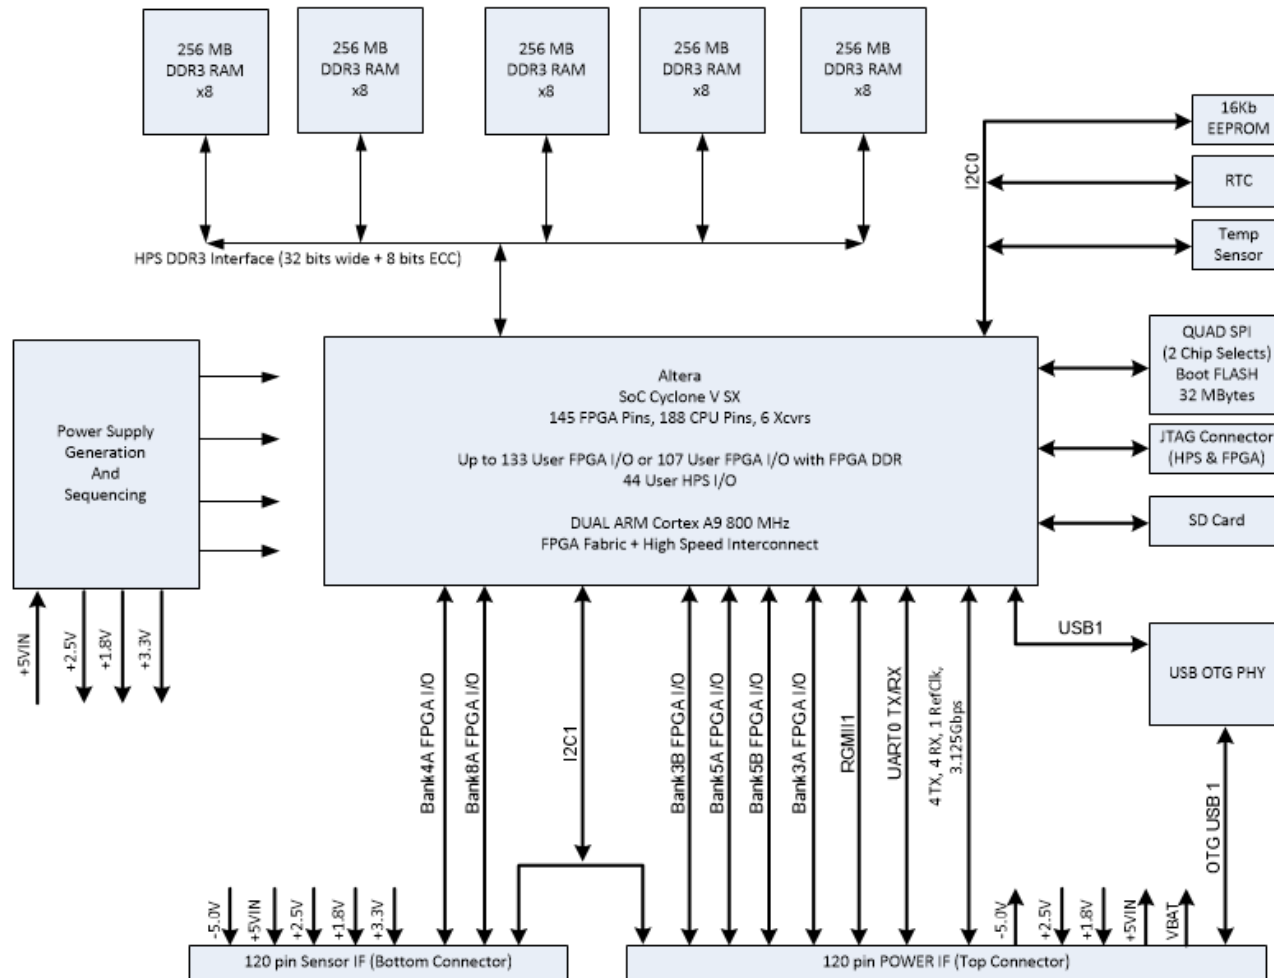 256 MB
DDR3 RAM
x8
256 MB
DDR3 RAM
x8
256 MB
DDR3 RAM
x8
256 MB
DDR3 RAM
x8
256 MB
DDR3 RAM
x8
16Kb
EEPROM
I2C0
RTC
Temp
Sensor
HPS DDR3 Interface (32 bits wide + 8 bits ECC)
QUAD SPI
(2 Chip Selects)
Boot FLASH
32 MBytes
Altera
SoC Cyclone V SX
145 FPGA Pins, 188 CPU Pins, 6 Xcvrs
Up to 133 User FPGA I/O or 107 User FPGA I/O with FPGA DDR
44 User HPS I/O
DUAL ARM Cortex A9 800 MHz
FPGA Fabric + High Speed Interconnect
Power Supply
Generation
And
Sequencing
JTAG Connector
(HPS & FPGA)
SD Card
+5VIN
+2.5V
+1.8V
+3.3V
USB1
USB OTG PHY
Bank4A FPGA I/O
Bank8A FPGA I/O
I2C1
Bank3B FPGA I/O
Bank5A FPGA I/O
Bank5B FPGA I/O
Bank3A FPGA I/O
RGMII1
UART0 TX/RX
4 TX, 4 RX, 1 RefClk,
3.125Gbps
OTG USB 1
-5.0V
+5VIN
+2.5V
+1.8V
+3.3V
-5.0V
+2.5V
+1.8V
+5VIN
VBAT
120 pin Sensor IF (Bottom Connector)
120 pin POWER IF (Top Connector)